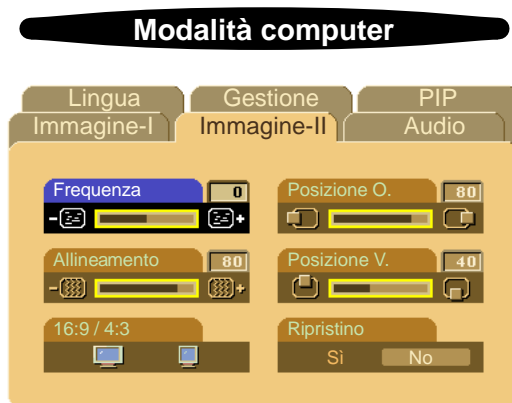 Modalità computer
Lingua Gestione PIP
Immagine-I Immagine-II Audio
Frequenza 0
Posizione O. 80
- +
Allineamento 80
Posizione V. 40
- +
16:9 / 4:3
Ripristino
Sì No